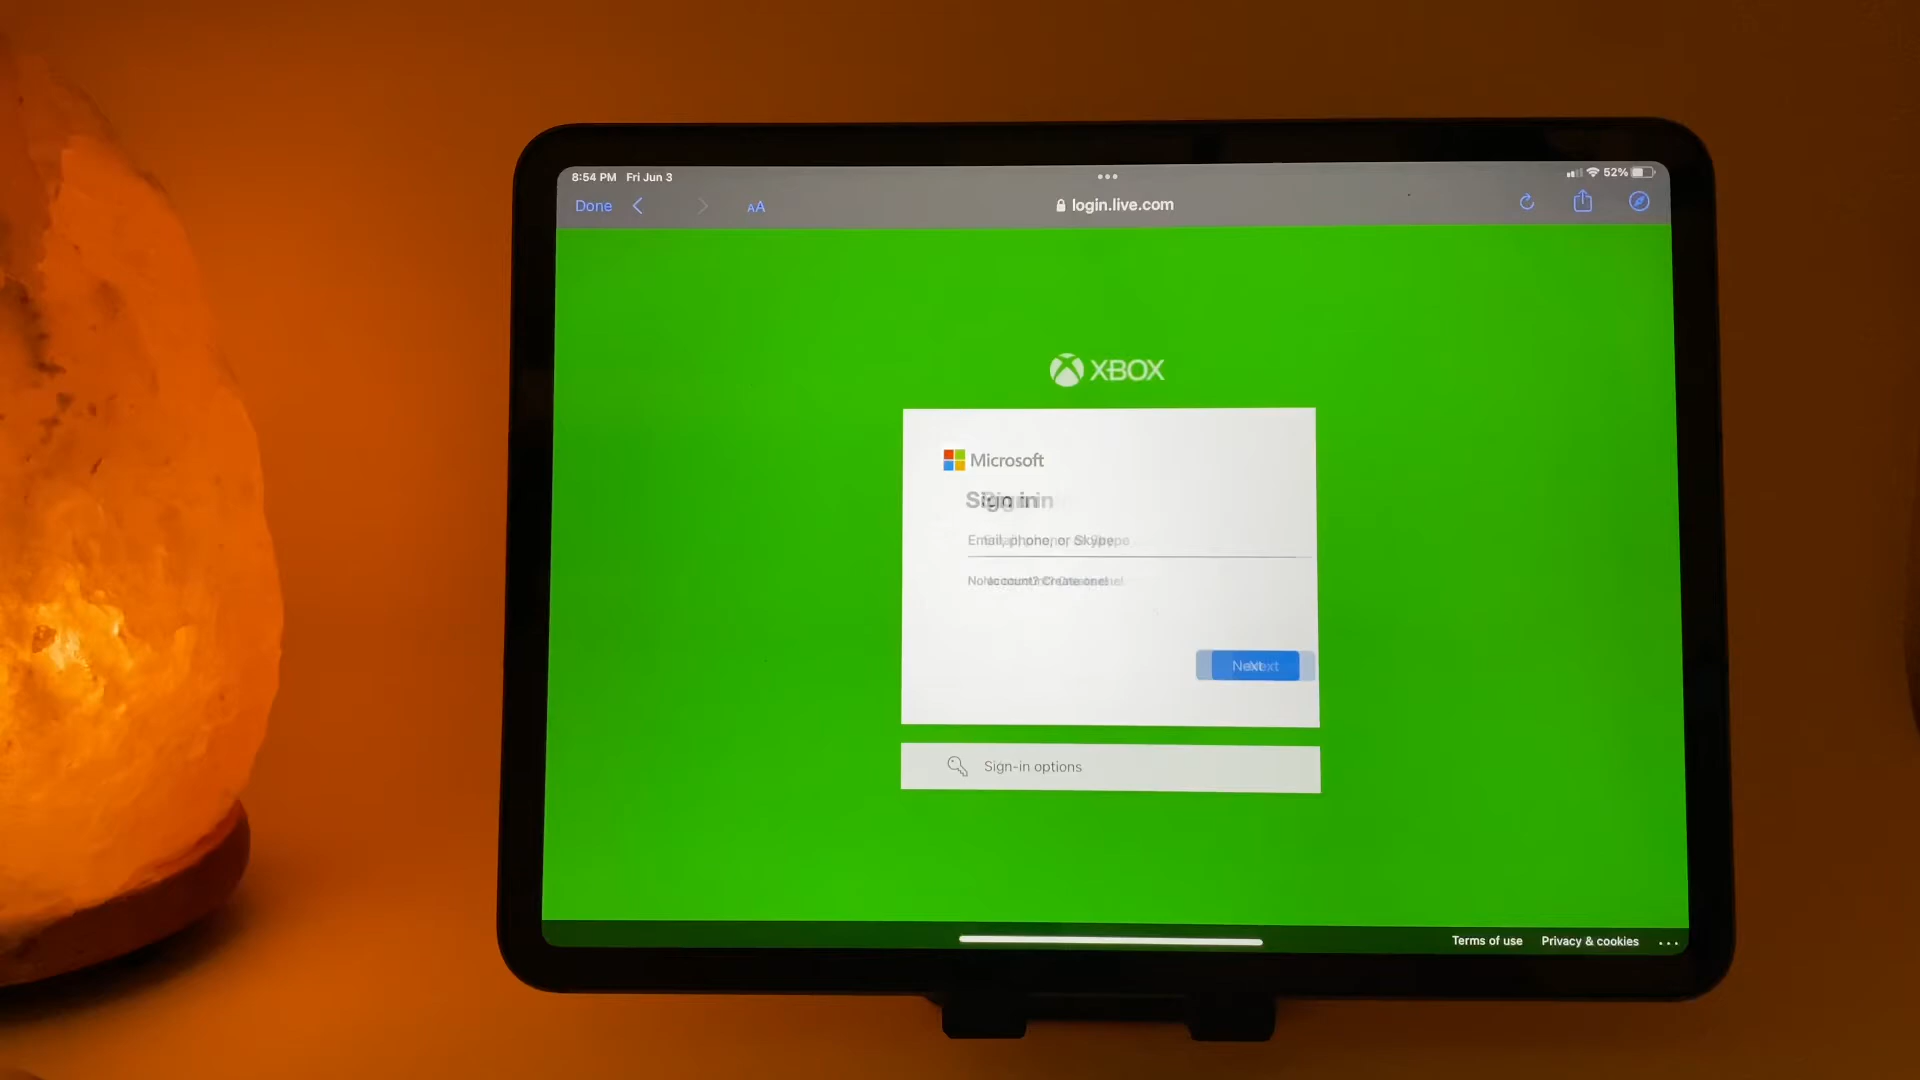 8:54 PM Fri Jun 3
52%
Done
AA
login.live.com
XBOX
Microsoft
Sign in
Email, phone, or Skype
No account? Create one!
Next
Sign-in options
Terms of use Privacy & cookies ...